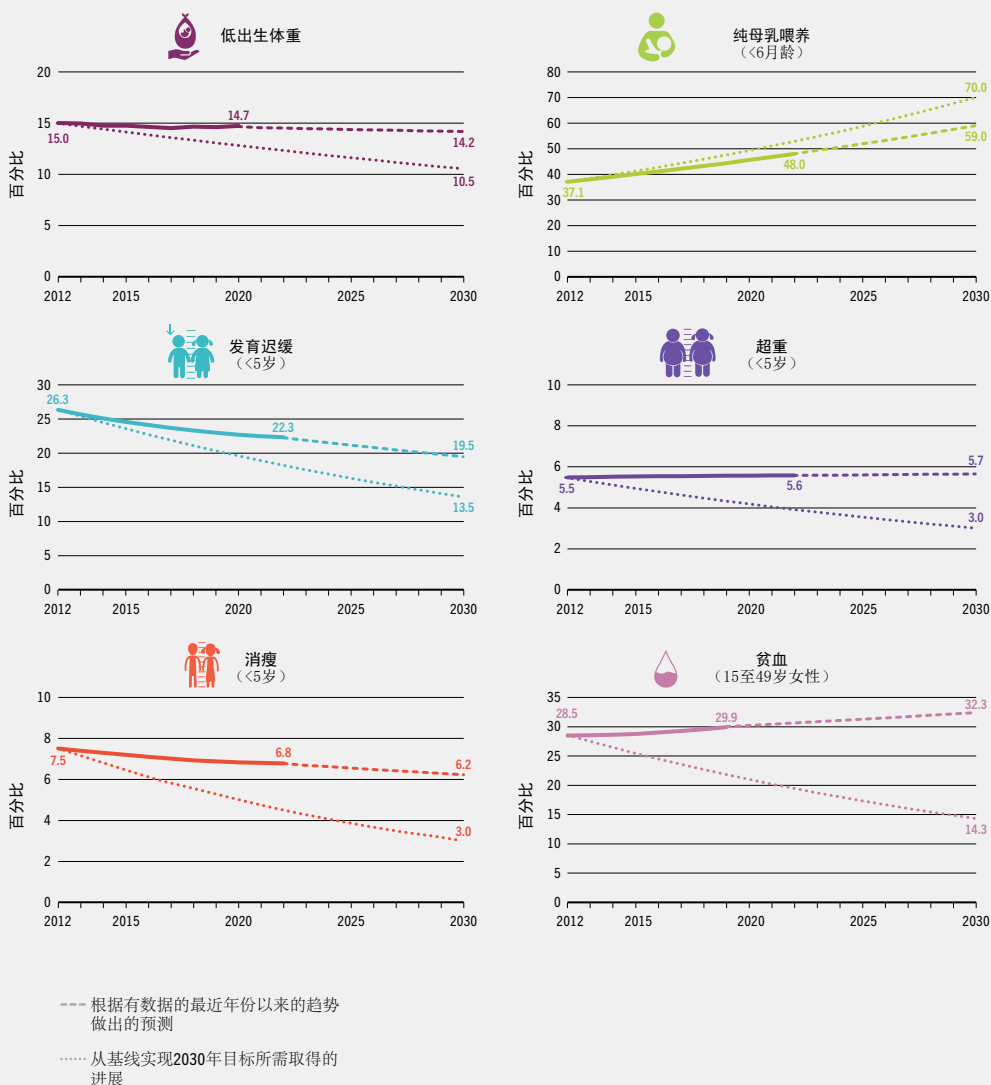 低出生体重
百分比
20
15
10
5
0
15.0
14.7
14.2
10.5
2012 2015 2020 2025 2030
纯母乳喂养
（<6月龄）
百分比
80
70
60
50
40
30
20
10
0
37.1
48.0
70.0
59.0
2012 2015 2020 2025 2030
发育迟缓
（<5岁）
百分比
30
25
20
15
10
5
0
26.3
22.3
19.5
13.5
2012 2015 2020 2025 2030
超重
（<5岁）
百分比
10
8
6
4
2
0
5.5
5.6
5.7
3.0
2012 2015 2020 2025 2030
消瘦
（<5岁）
百分比
10
8
6
4
2
0
7.5
6.8
6.2
3.0
2012 2015 2020 2025 2030
贫血
（15至49岁女性）
百分比
35
30
25
20
15
10
5
0
28.5
29.9
32.3
14.3
2012 2015 2020 2025 2030
根据有数据的最近年份以来的趋势
做出的预测
从基线实现2030年目标所需取得的
进展